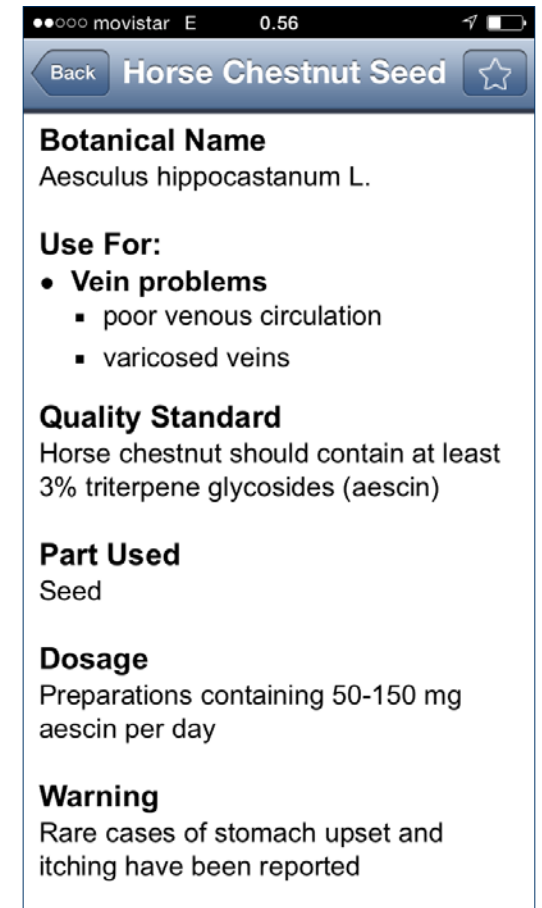 movistar E 0.56
Back Horse Chestnut Seed
Botanical Name
Aesculus hippocastanum L.
Use For:
• Vein problems
▪ poor venous circulation
▪ varicosed veins
Quality Standard
Horse chestnut should contain at least
3% triterpene glycosides (aescin)
Part Used
Seed
Dosage
Preparations containing 50-150 mg
aescin per day
Warning
Rare cases of stomach upset and
itching have been reported